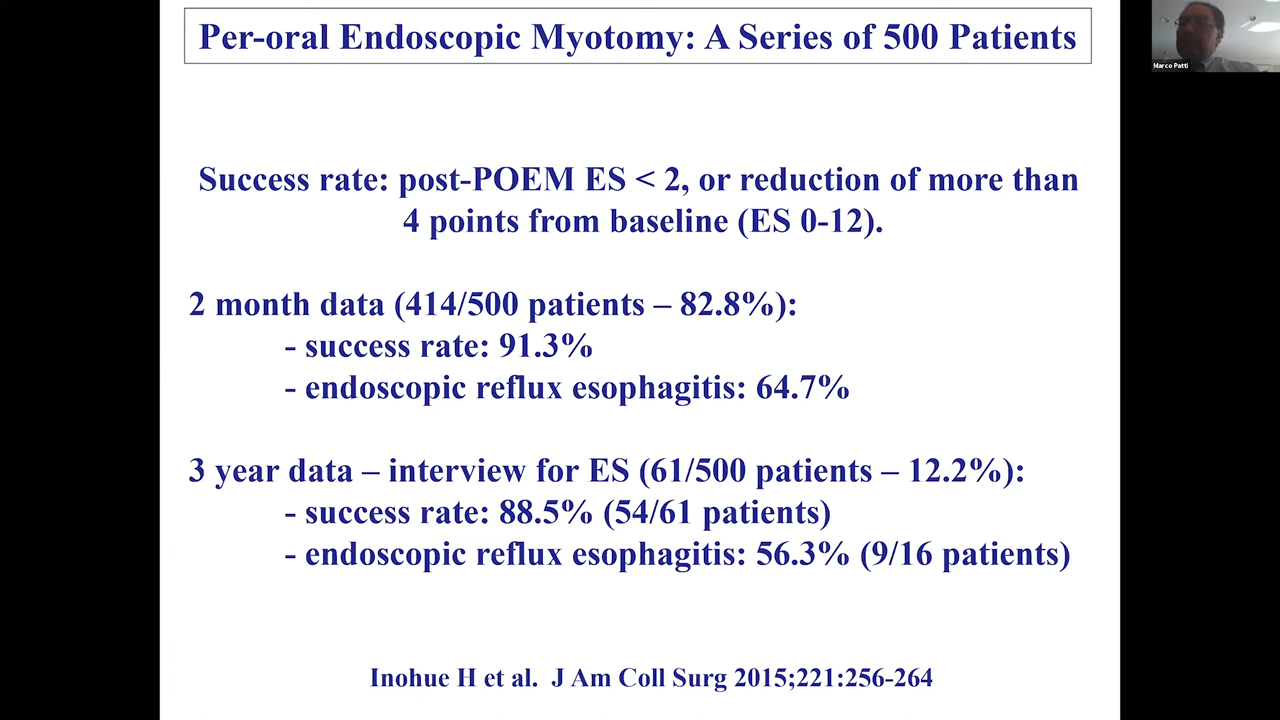 Per-oral Endoscopic Myotomy: A Series of 500 Patients
Marco Patti
Success rate: post-POEM ES < 2, or reduction of more than
4 points from baseline (ES 0-12).
2 month data (414/500 patients – 82.8%):
- success rate: 91.3%
- endoscopic reflux esophagitis: 64.7%
3 year data – interview for ES (61/500 patients – 12.2%):
- success rate: 88.5% (54/61 patients)
- endoscopic reflux esophagitis: 56.3% (9/16 patients)
Inohue H et al.  J Am Coll Surg 2015;221:256-264